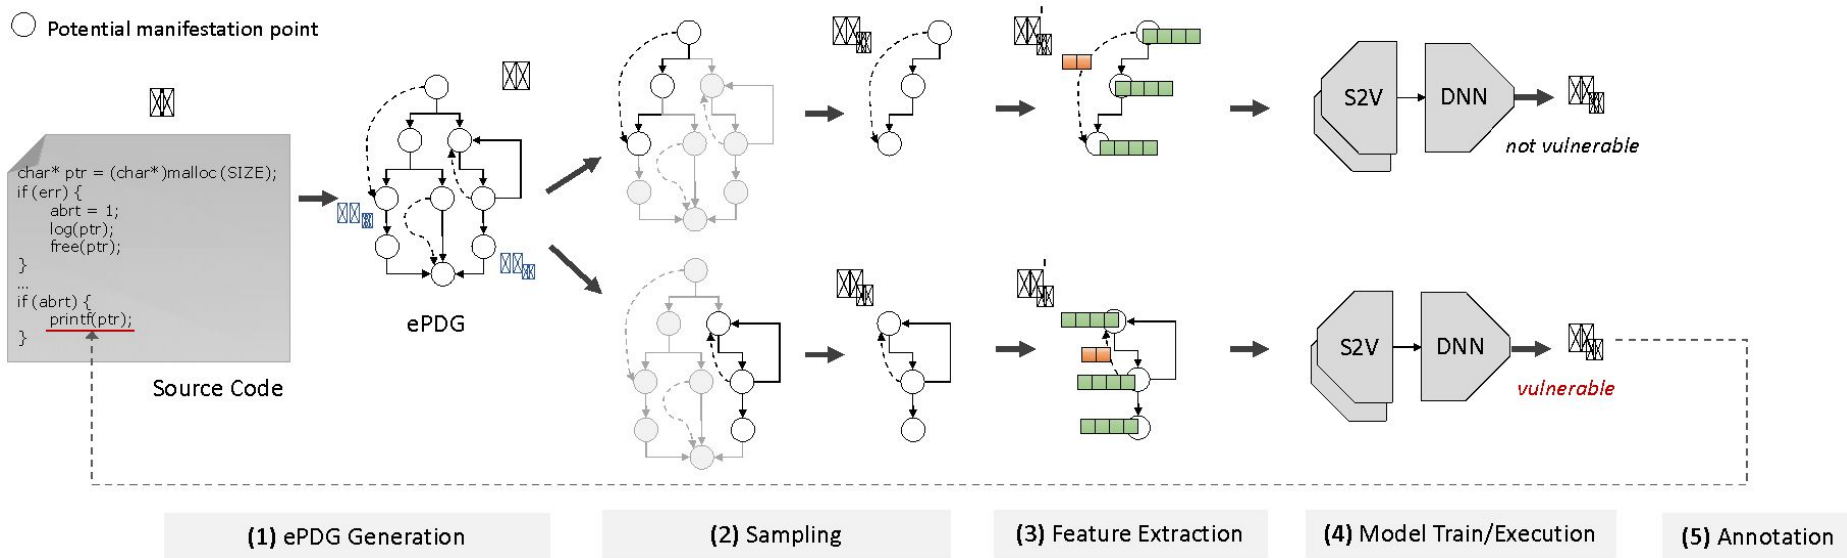 Potential manifestation point
char* ptr = (char*)malloc(SIZE);
if (err) {
abrt = 1;
log(ptr);
free(ptr);
}
...
if (abrt) {
printf(ptr);
}
Source Code
ePDG
S2V
DNN
not vulnerable
S2V
DNN
vulnerable
(1) ePDG Generation
(2) Sampling
(3) Feature Extraction
(4) Model Train/Execution
(5) Annotation